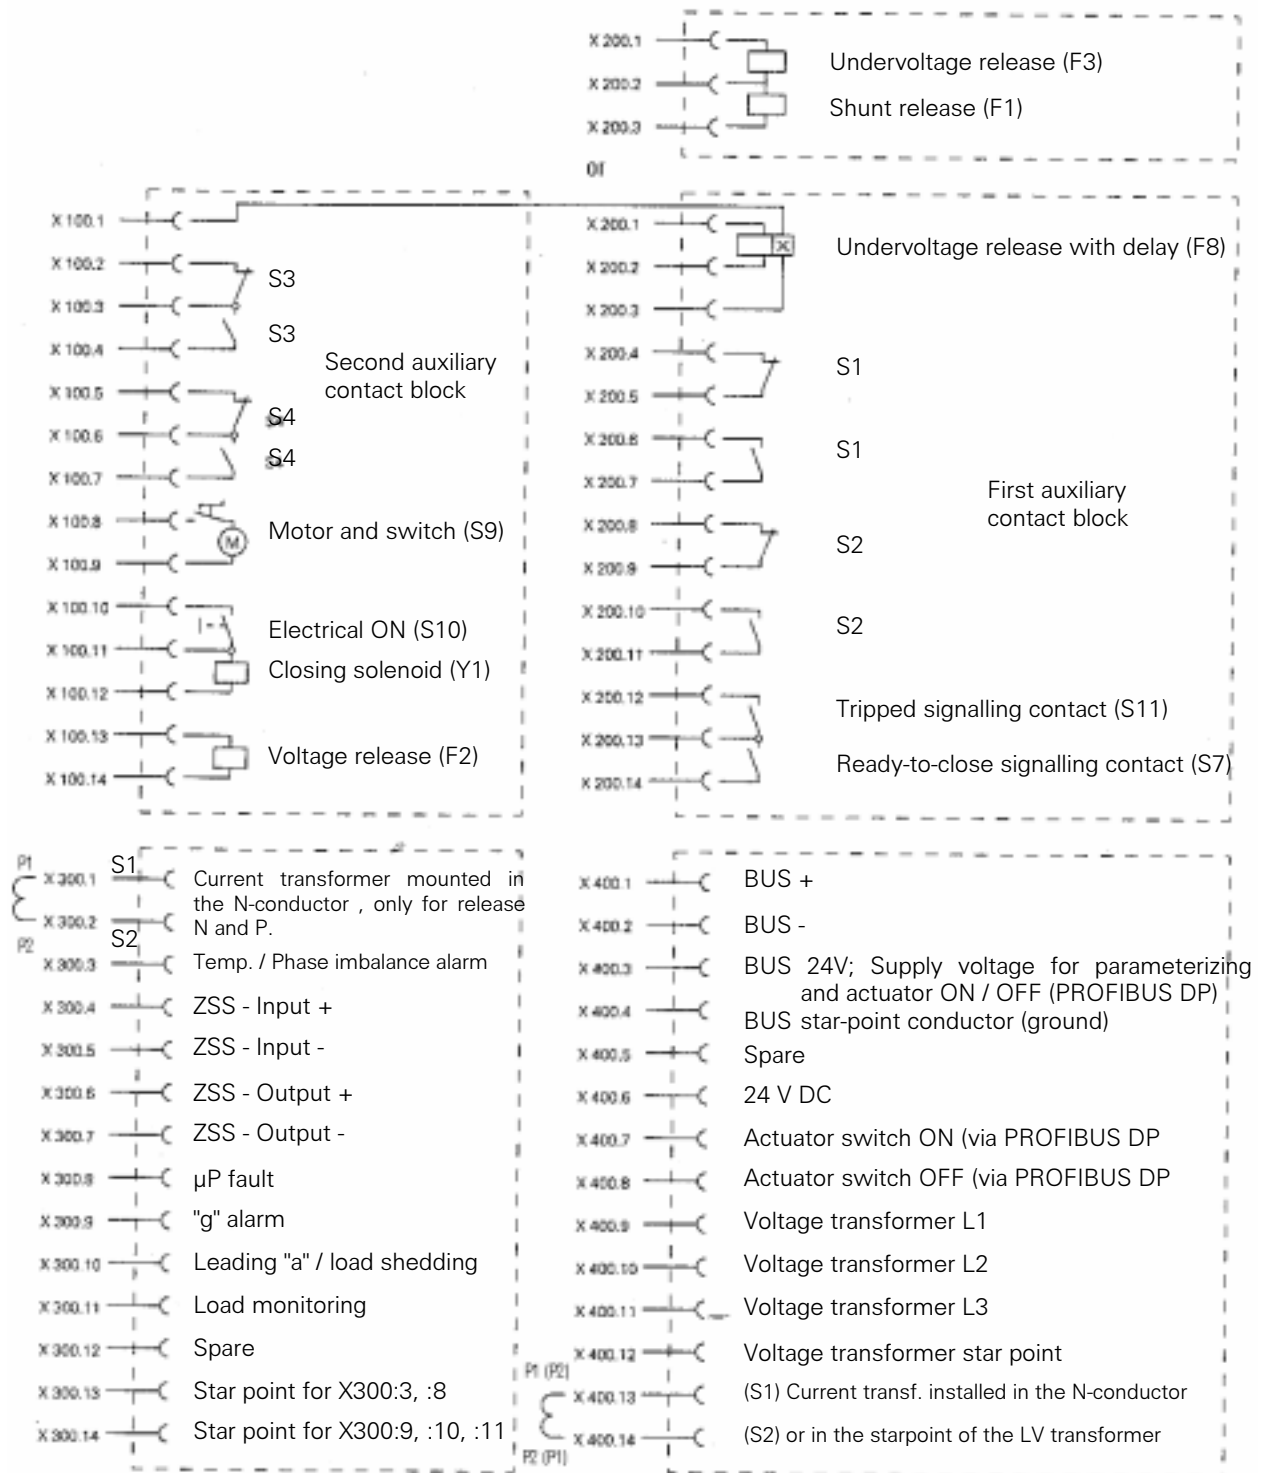 X 200.1
X 200.2
X 200.3
Undervoltage release (F3)
Shunt release (F1)
or
X 100.1
X 100.2
X 100.3
X 100.4
X 100.5
X 100.6
X 100.7
X 100.8
X 100.9
X 100.10
X 100.11
X 100.12
X 100.13
X 100.14
S3
S3
Second auxiliary
contact block
S4
S4
M
Motor and switch (S9)
Electrical ON (S10)
Closing solenoid (Y1)
Voltage release (F2)
X 200.1
X 200.2
X 200.3
X 200.4
X 200.5
X 200.6
X 200.7
X 200.8
X 200.9
X 200.10
X 200.11
X 200.12
X 200.13
X 200.14
Undervoltage release with delay (F8)
S1
S1
First auxiliary
contact block
S2
S2
Tripped signalling contact (S11)
Ready-to-close signalling contact (S7)
P1
P2
S1
S2
X 300.1
X 300.2
X 300.3
X 300.4
X 300.5
X 300.6
X 300.7
X 300.8
X 300.9
X 300.10
X 300.11
X 300.12
X 300.13
X 300.14
Current transformer mounted in
the N-conductor , only for release
N and P.
Temp. / Phase imbalance alarm
ZSS - Input +
ZSS - Input -
ZSS - Output +
ZSS - Output -
µP fault
"g" alarm
Leading "a" / load shedding
Load monitoring
Spare
Star point for X300:3, :8
Star point for X300:9, :10, :11
X 400.1
X 400.2
X 400.3
X 400.4
X 400.5
X 400.6
X 400.7
X 400.8
X 400.9
X 400.10
X 400.11
X 400.12
X 400.13
X 400.14
P1 (P2)
P2 (P1)
BUS +
BUS -
BUS 24V; Supply voltage for parameterizing
and actuator ON / OFF (PROFIBUS DP)
BUS star-point conductor (ground)
Spare
24 V DC
Actuator switch ON (via PROFIBUS DP
Actuator switch OFF (via PROFIBUS DP
Voltage transformer L1
Voltage transformer L2
Voltage transformer L3
Voltage transformer star point
(S1) Current transf. installed in the N-conductor
(S2) or in the starpoint of the LV transformer